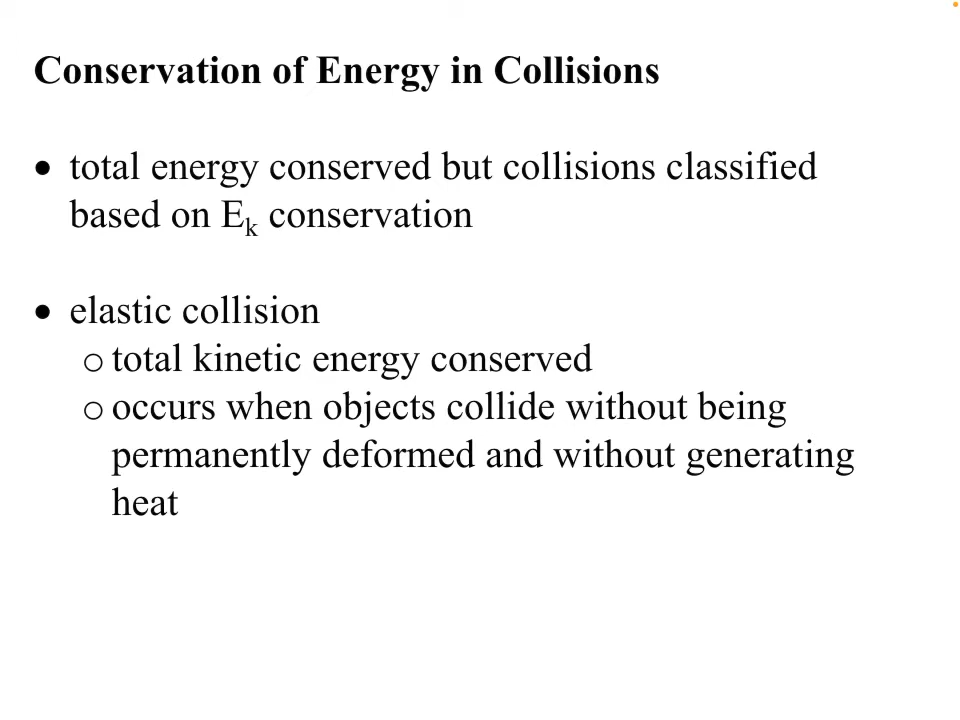 Conservation of Energy in Collisions
• total energy conserved but collisions classified
based on Eₖ conservation
• elastic collision
o total kinetic energy conserved
o occurs when objects collide without being
permanently deformed and without generating
heat